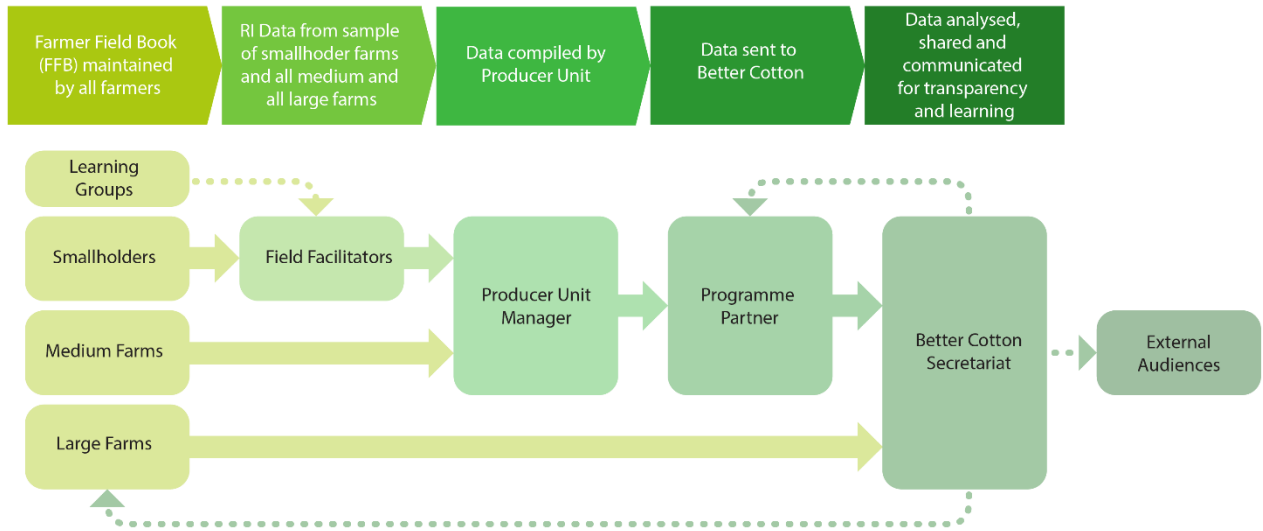 Farmer Field Book
(FFB) maintained
by all farmers
RI Data from sample
of smallhoder farms
and all medium and
all large farms
Data compiled by
Producer Unit
Data sent to
Better Cotton
Data analysed,
shared and
communicated
for transparency
and learning
Learning
Groups
Smallholders
Field Facilitators
Medium Farms
Large Farms
Producer Unit
Manager
Programme
Partner
Better Cotton
Secretariat
External
Audiences